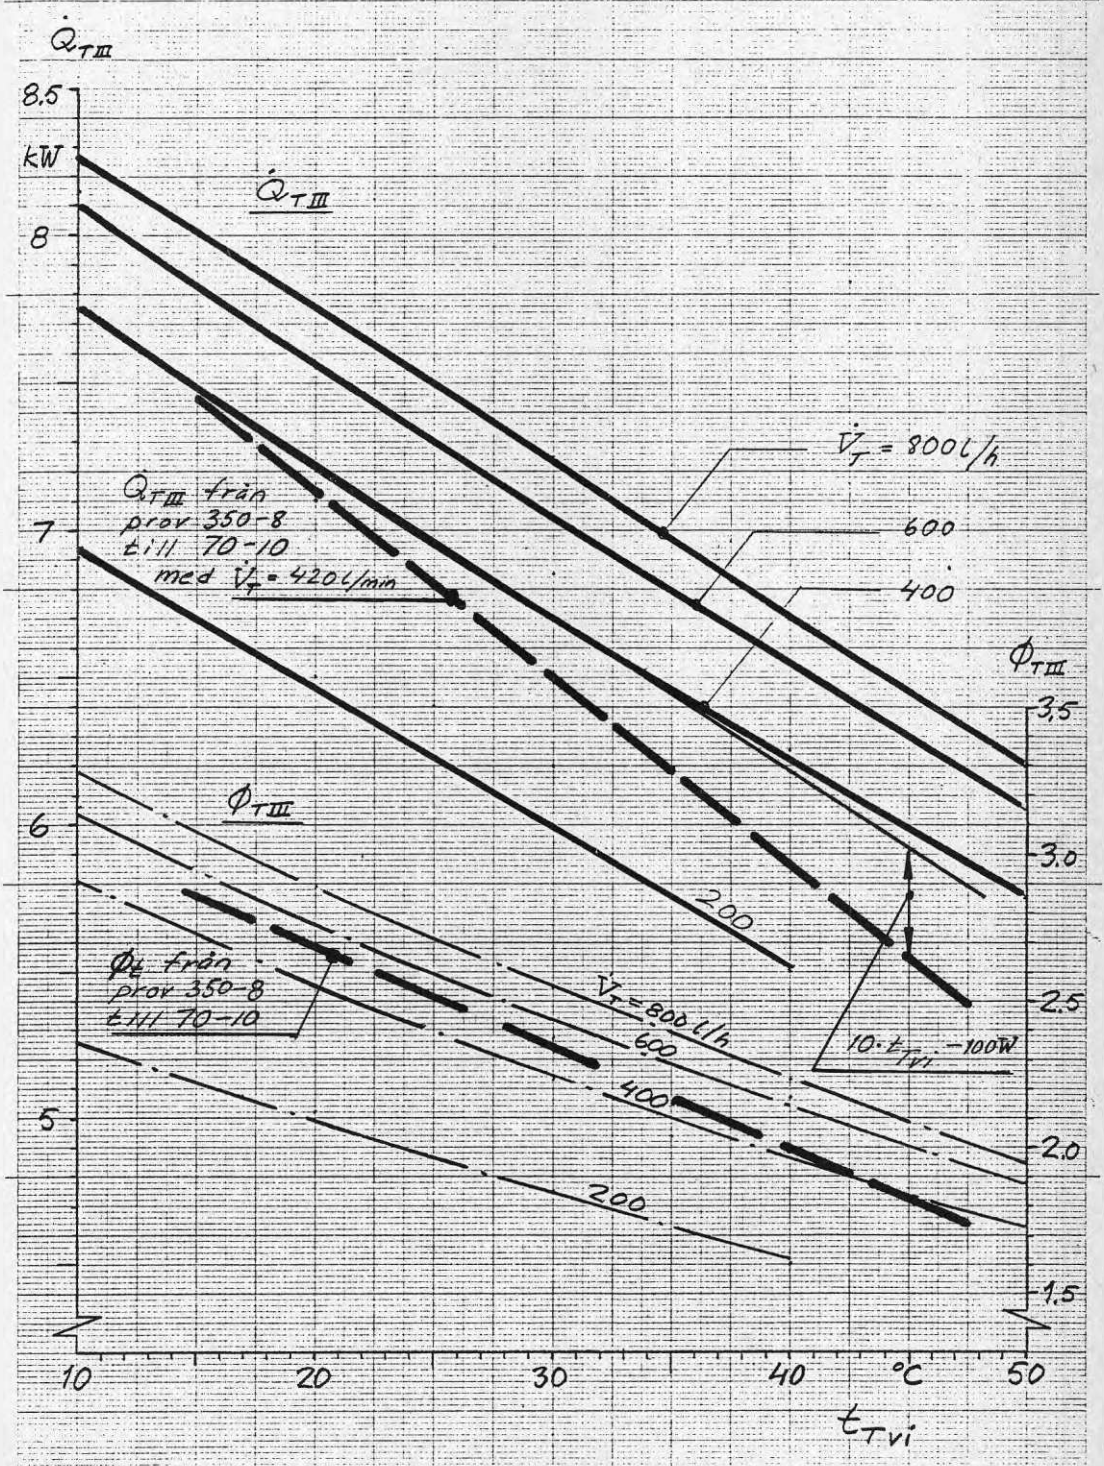 Q̇TIII
8.5
kW
Q̇TIII
8
V̇T = 800 l/h
Q̇TIII från
prov 350-8
till 70-10
med V̇T = 420 l/min
7
600
400
ϕTIII
3,5
ϕTIII
6
3.0
200
ϕt från
prov 350-8
till 70-10
V̇T = 800 l/h
2.5
600
10·tTvi -100W
400
5
2.0
200
1.5
10
20
30
40
°C
50
tTvi